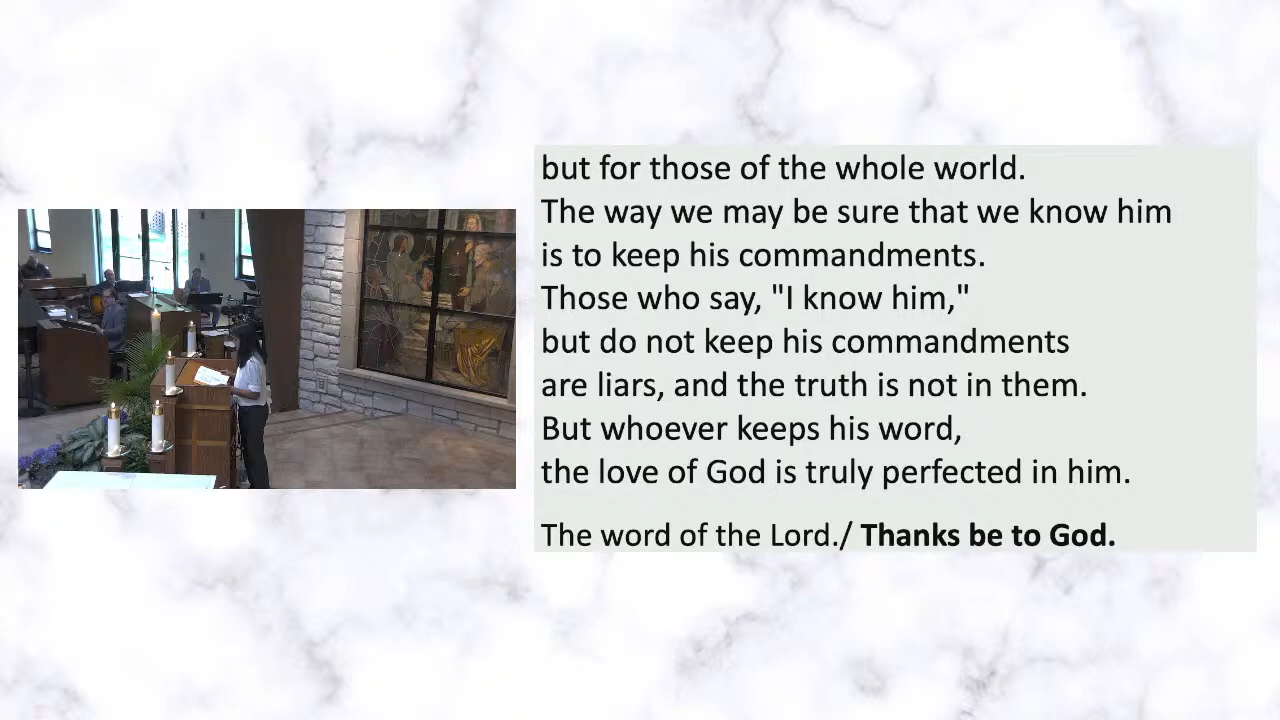 but for those of the whole world.
The way we may be sure that we know him
is to keep his commandments.
Those who say, "I know him,"
but do not keep his commandments
are liars, and the truth is not in them.
But whoever keeps his word,
the love of God is truly perfected in him.
The word of the Lord./ Thanks be to God.